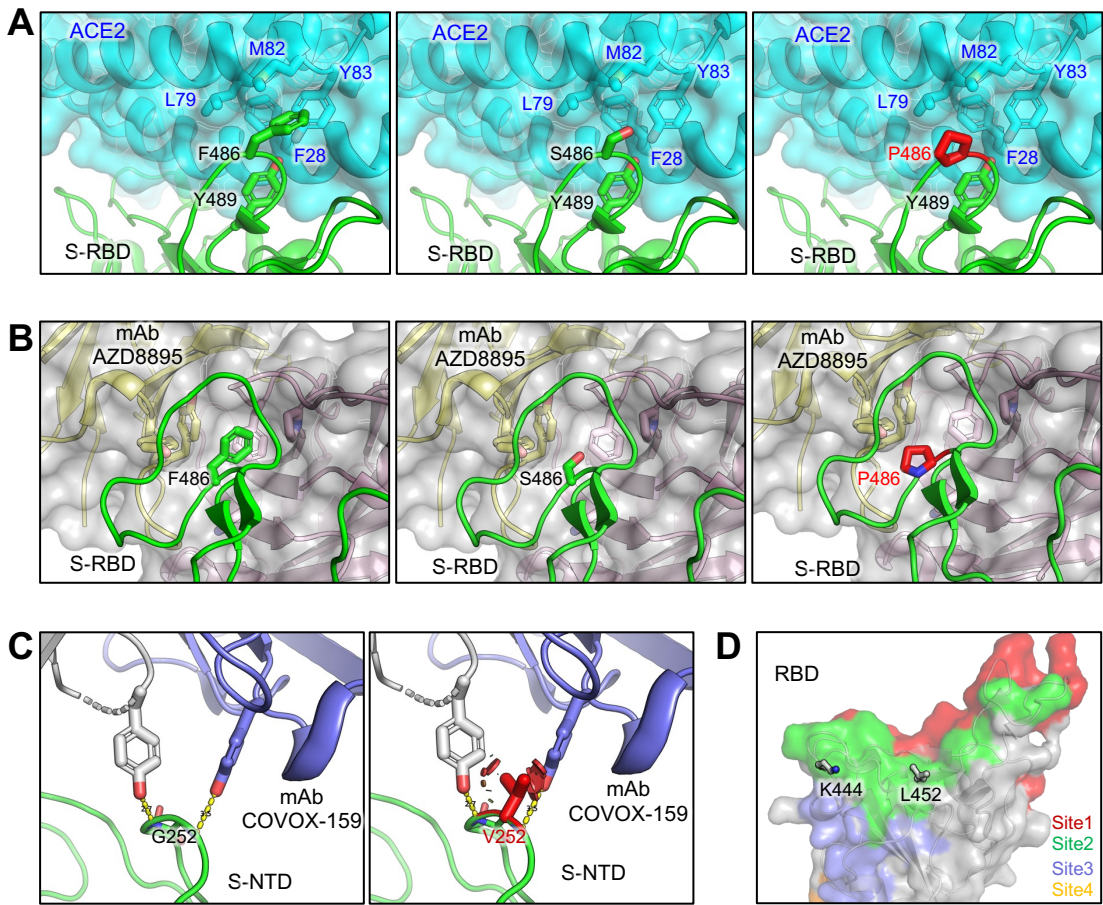 A
ACE2
M82
Y83
L79
F486
F28
Y489
S-RBD
ACE2
M82
Y83
L79
S486
F28
Y489
S-RBD
ACE2
M82
Y83
L79
P486
F28
Y489
S-RBD
B
mAb
AZD8895
F486
S-RBD
mAb
AZD8895
S486
S-RBD
mAb
AZD8895
P486
S-RBD
C
mAb
COVOX-159
G252
S-NTD
mAb
COVOX-159
V252
S-NTD
D
RBD
K444
L452
Site1
Site2
Site3
Site4